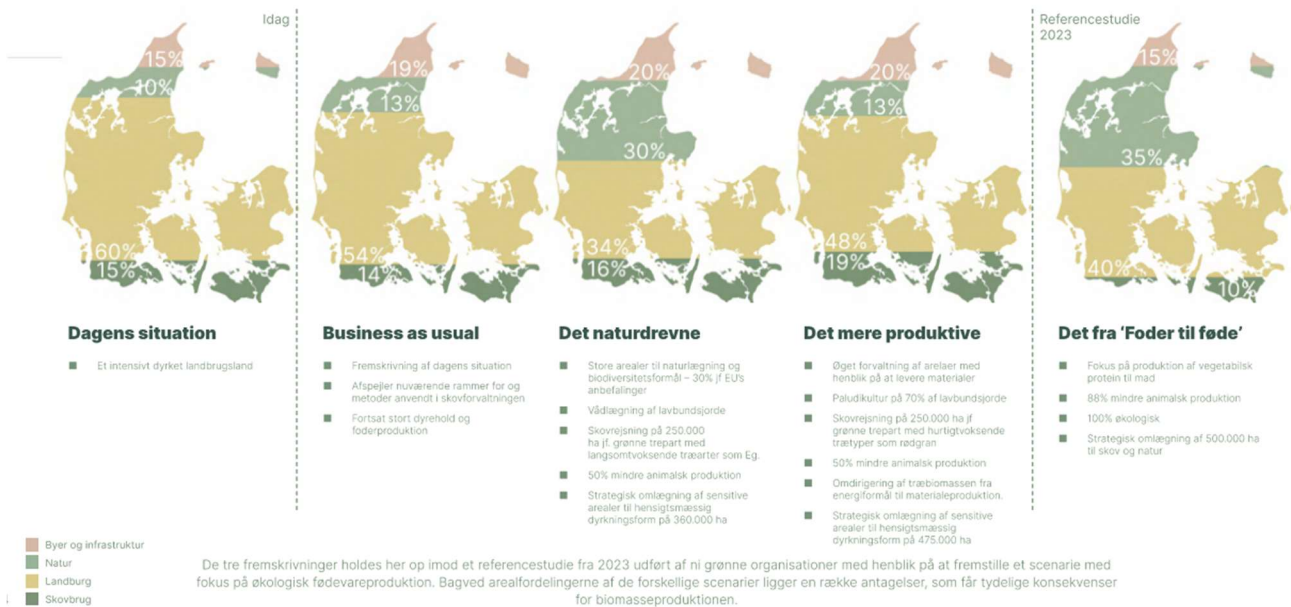 Idag
Referencestudie
2023
15%
10%
60%
15%
19%
13%
54%
14%
20%
30%
34%
16%
20%
13%
48%
19%
15%
35%
40%
10%
Dagens situation
Et intensivt dyrket landbrugsland
Business as usual
Fremskrivning af dagens situation
Afspejler nuværende rammer for og
metoder anvendt i skovforvaltningen
Fortsat stort dyrehold og
foderproduktion
Det naturdrevne
Store arealer til naturlægning og
biodiversitetsformål – 30% jf EU's
anbefalinger
Vådlægning af lavbundsjorde
Skovrejsning på 250.000
ha jf. grønne trepart med
langsomtvoksende træarter som Eg.
50% mindre animalsk produktion
Strategisk omlægning af sensitive
arealer til hensigtsmæssig
dyrkningsform på 360.000 ha
Det mere produktive
Øget forvaltning af arelaer med
henblik på at levere materialer
Paludikultur på 70% af lavbundsjorde
Skovrejsning på 250.000 ha jf
grønne trepart med hurtigtvoksende
trætyper som rødgran
50% mindre animalsk produktion
Omdirigering af træbiomassen fra
energiformål til materialeproduktion.
Strategisk omlægning af sensitive
arealer til hensigtsmæssig
dyrkningsform på 475.000 ha
Det fra 'Foder til føde'
Fokus på produktion af vegetabilsk
protein til mad
88% mindre animalsk produktion
100% økologisk
Strategisk omlægning af 500.000 ha
til skov og natur
Byer og infrastruktur
Natur
Landburg
Skovbrug
De tre fremskrivninger holdes her op imod et referencestudie fra 2023 udført af ni grønne organisationer med henblik på at fremstille et scenarie med
fokus på økologisk fødevareproduktion. Bagved arealfordelingerne af de forskellige scenarier ligger en række antagelser, som får tydelige konsekvenser
for biomasseproduktionen.